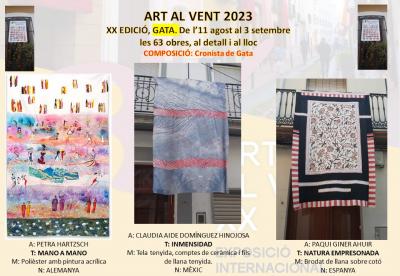 ART AL VENT 2023
XX EDICIÓ, GATA. De l'11 agost al 3 setembre
les 63 obres, al detall i al lloc
COMPOSICIÓ: Cronista de Gata
A: PETRA HARTZSCH
T: MANO A MANO
M: Polièster amb pintura acrílica
N: ALEMANYA
A: CLAUDIA AIDE DOMÍNGUEZ HINOJOSA
T: INMENSIDAD
M: Tela tenyida, comptes de ceràmica i fils
de llana tenyida.
N: MÈXIC
A: PAQUI GINER AHUIR
T: NATURA EMPRESONADA
M: Brodat de llana sobre cotó
N: ESPANYA
EXPOSICIÓ
INTERNACIONAL